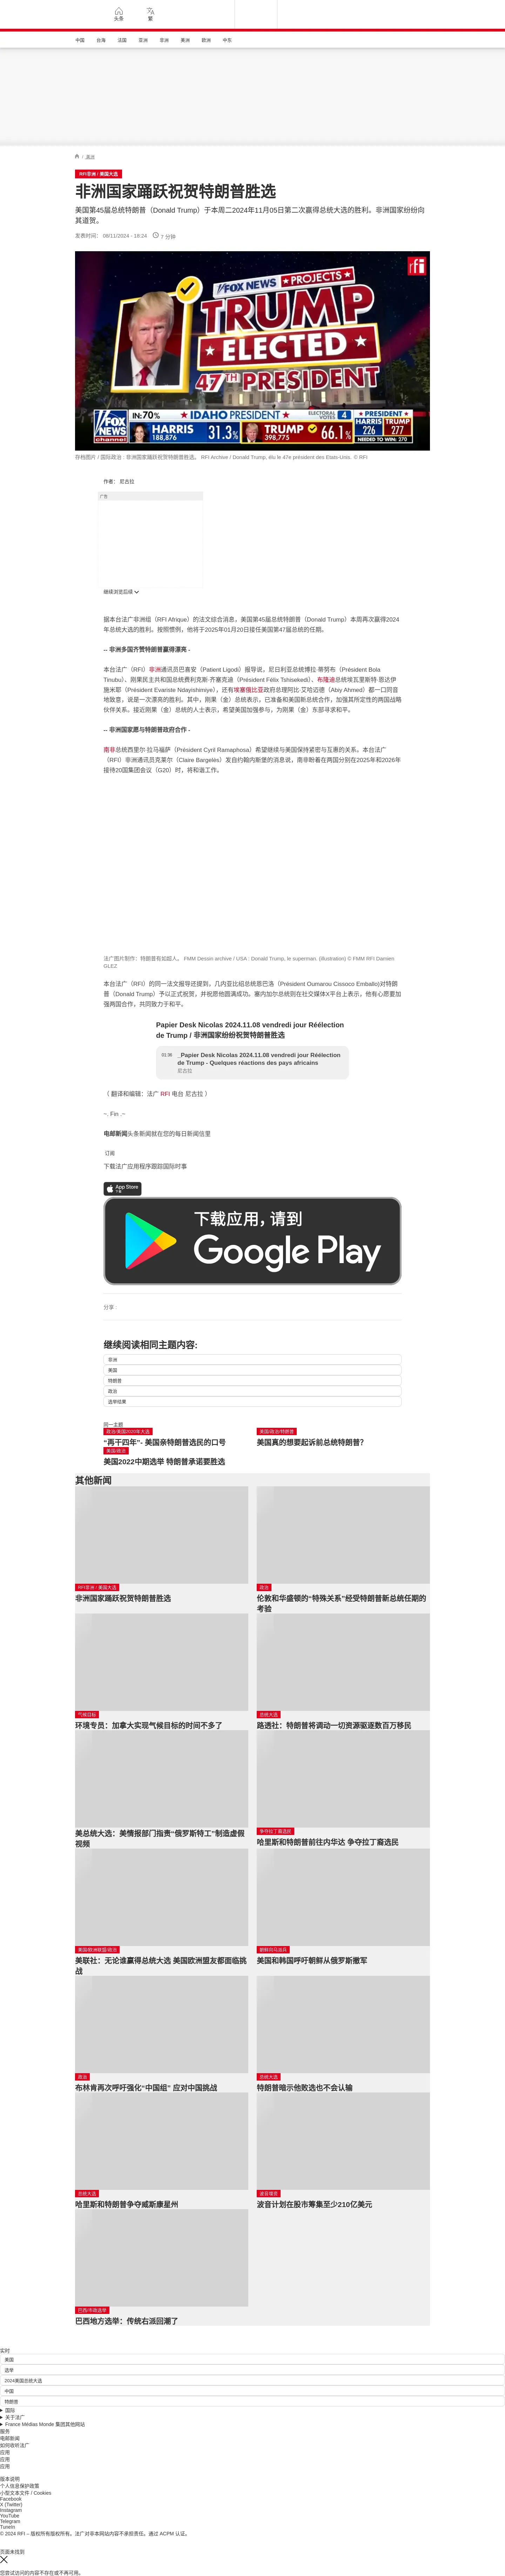 头条
繁
中国
台海
法国
亚洲
非洲
美洲
欧洲
中东
/ 政治
RFI非洲 / 美国大选
非洲国家踊跃祝贺特朗普胜选
美国第45届总统特朗普（Donald Trump）于本周二2024年11月05日第二次赢得总统大选的胜利。非洲国家纷纷向其道贺。
发表时间： 08/11/2024 - 18:24 7 分钟
rfi
FOX NEWS PROJECTS
TRUMP ELECTED
47TH PRESIDENT
FOX NEWS channel
IN: 70% IDAHO PRESIDENT ELECTORAL VOTES 4
HARRIS 188,876 31.3%
TRUMP 398,775 66.1%
PRESIDENT
HARRIS TRUMP
226 277
NEEDED TO WIN: 270
存档图片 / 国际政治 : 非洲国家踊跃祝贺特朗普胜选。 RFI Archive / Donald Trump, élu le 47e président des Etats-Unis. © RFI
作者： 尼古拉
广告
继续浏览后续
据本台法广非洲组（RFI Afrique）的法文综合消息，美国第45届总统特朗普（Donald Trump）本周再次赢得2024年总统大选的胜利。按照惯例，他将于2025年01月20日接任美国第47届总统的任期。
-- 非洲多国齐赞特朗普赢得漂亮 -
本台法广（RFI）非洲通讯员巴塞安（Patient Ligodi）报导说，尼日利亚总统博拉·蒂努布（Président Bola Tinubu）、刚果民主共和国总统费利克斯·齐塞克迪（Président Félix Tshisekedi）、布隆迪总统埃瓦里斯特·恩达伊施米耶（Président Evariste Ndayishimiye），还有埃塞俄比亚政府总理阿比·艾哈迈德（Abiy Ahmed）都一口同音地表示，说是一次漂亮的胜利。其中，刚果（金）总统表示，已准备和美国新总统合作，加强其所定性的两国战略伙伴关系。接近刚果（金）总统的人士表示，希望美国加强参与，为刚果（金）东部寻求和平。
-- 非洲国家愿与特朗普政府合作 -
南非总统西里尔·拉马福萨（Président Cyril Ramaphosa）希望继续与美国保持紧密与互惠的关系。本台法广（RFI）非洲通讯员克莱尔（Claire Bargelès）发自约翰内斯堡的消息说，南非盼着在两国分别在2025年和2026年接待20国集团会议（G20）时，将和谐工作。
法广图片制作：特朗普有如超人。 FMM Dessin archive / USA : Donald Trump, le superman. (illustration) © FMM RFI Damien GLEZ
本台法广（RFI）的同一法文报导还提到，几内亚比绍总统恩巴洛（Président Oumarou Cissoco Embalo)对特朗普（Donald Trump）予以正式祝贺，并祝愿他圆满成功。塞内加尔总统则在社交媒体X平台上表示，他有心愿要加强两国合作，共同致力于和平。
Papier Desk Nicolas 2024.11.08 vendredi jour Réélection de Trump / 非洲国家纷纷祝贺特朗普胜选
01:36
_Papier Desk Nicolas 2024.11.08 vendredi jour Réélection de Trump - Quelques réactions des pays africains
尼古拉
（ 翻译和编辑：法广 RFI 电台 尼古拉 ）
~. Fin .~
电邮新闻头条新闻就在您的每日新闻信里
订阅
下载法广应用程序跟踪国际时事
App Store
下载
下载应用，请到
Google Play
分享 :
继续阅读相同主题内容:
非洲
美国
特朗普
政治
选举结果
同一主题
政治/美国2020年大选
“再干四年”- 美国亲特朗普选民的口号
美国/政治/特朗普
美国真的想要起诉前总统特朗普?
美国/政治
美国2022中期选举 特朗普承诺要胜选
其他新闻
RFI非洲 / 美国大选
非洲国家踊跃祝贺特朗普胜选
政治
伦敦和华盛顿的“特殊关系”经受特朗普新总统任期的考验
气候目标
环境专员：加拿大实现气候目标的时间不多了
总统大选
路透社：特朗普将调动一切资源驱逐数百万移民
美总统大选：美情报部门指责“俄罗斯特工”制造虚假视频
争夺拉丁裔选民
哈里斯和特朗普前往内华达 争夺拉丁裔选民
美国/欧洲联盟/政治
美联社：无论谁赢得总统大选 美国欧洲盟友都面临挑战
朝鲜向乌派兵
美国和韩国呼吁朝鲜从俄罗斯撤军
政治
布林肯再次呼吁强化“中国组” 应对中国挑战
总统大选
特朗普暗示他败选也不会认输
总统大选
哈里斯和特朗普争夺威斯康星州
波音增资
波音计划在股市筹集至少210亿美元
巴西/市政选举
巴西地方选举：传统右派回潮了
实时
美国
选举
2024美国总统大选
中国
特朗普
国际
关于法广
France Médias Monde 集团其他网站
服务
电邮新闻
如何收听法广
应用
应用
应用
版本说明
个人信息保护政策
小型文本文件 / Cookies
Facebook
X (Twitter)
Instagram
YouTube
Telegram
TuneIn
© 2024 RFI – 版权所有版权所有。法广对非本网站内容不承担责任。通过 ACPM 认证。
页面未找到
您尝试访问的内容不存在或不再可用。